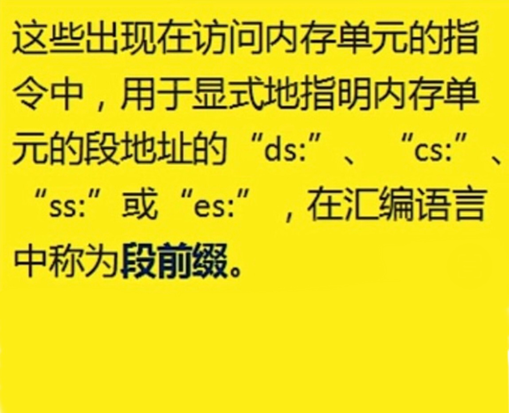 这些出现在访问内存单元的指
令中，用于显式地指明内存单
元的段地址的“ds:”、“cs:”、
“ss:”或“es:”，在汇编语言
中称为段前缀。